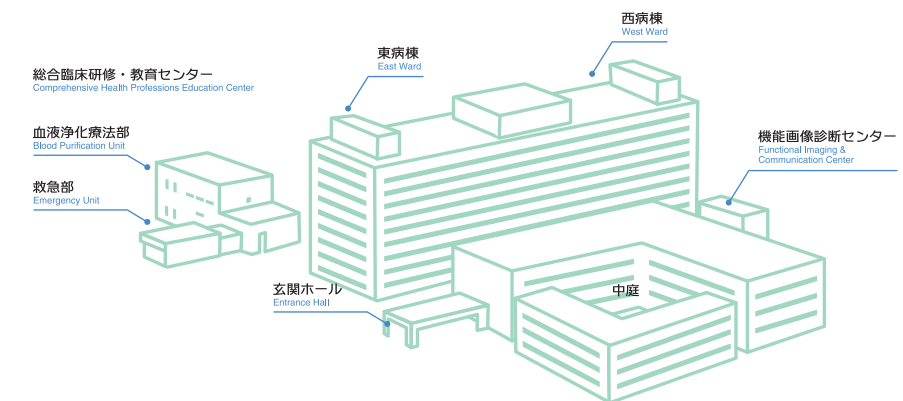 西病棟
West Ward
東病棟
East Ward
総合臨床研修・教育センター
Comprehensive Health Professions Education Center
血液浄化療法部
Blood Purification Unit
機能画像診断センター
Functional Imaging &
Communication Center
救急部
Emergency Unit
玄関ホール
Entrance Hall
中庭